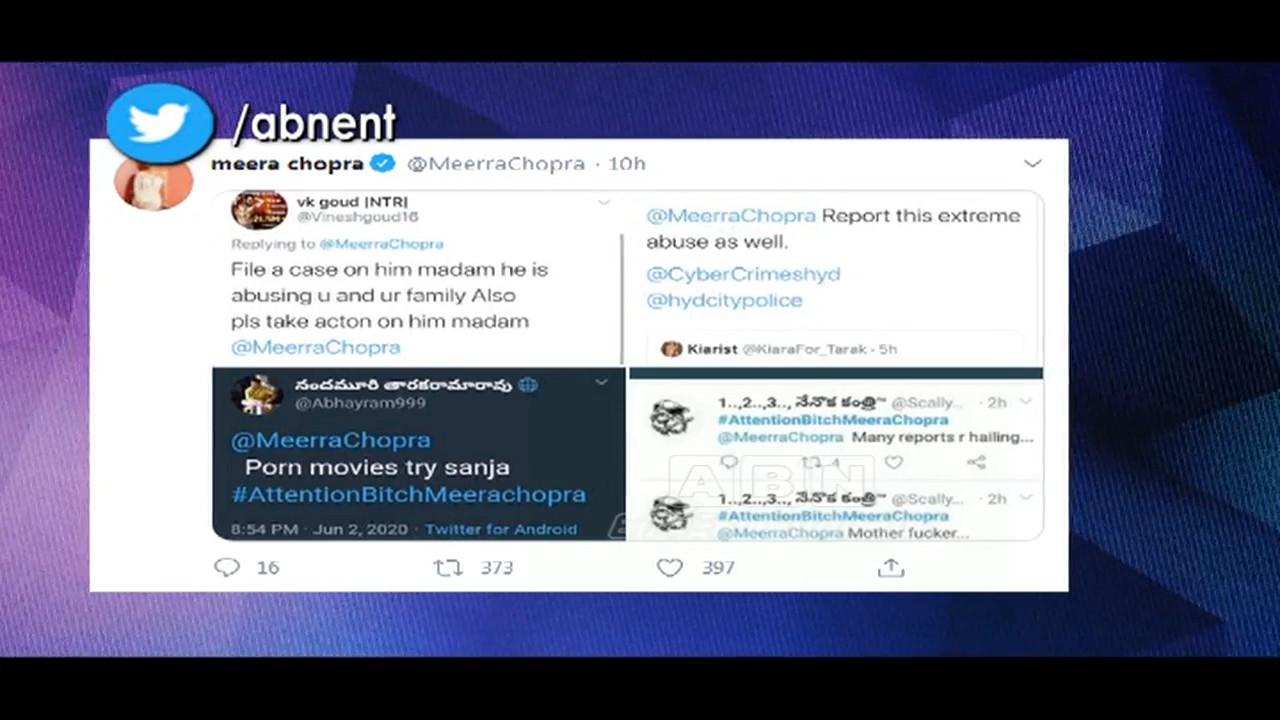 /abnent
meera chopra @MeerraChopra · 10h
vk goud |NTR|
@Vineshgoud16
Replying to @MeerraChopra
File a case on him madam he is
abusing u and ur family Also
pls take acton on him madam
@MeerraChopra
@MeerraChopra Report this extreme
abuse as well.
@CyberCrimeshyd
@hydcitypolice
Kiarist @KiaraFor_Tarak · 5h
నందమూరి తారకరామారావు
@Abhayram999
@MeerraChopra
Porn movies try sanja
#AttentionBitchMeerachopra
8:54 PM · Jun 2, 2020 · Twitter for Android
1..,2..,3.., నేనొక కంత్రి™ @Scally... · 2h
#AttentionBitchMeeraChopra
@MeerraChopra Many reports r hailing...
4
1..,2..,3.., నేనొక కంత్రి™ @Scally... · 2h
#AttentionBitchMeeraChopra
@MeerraChopra Mother fucker...
ABN
16 373 397